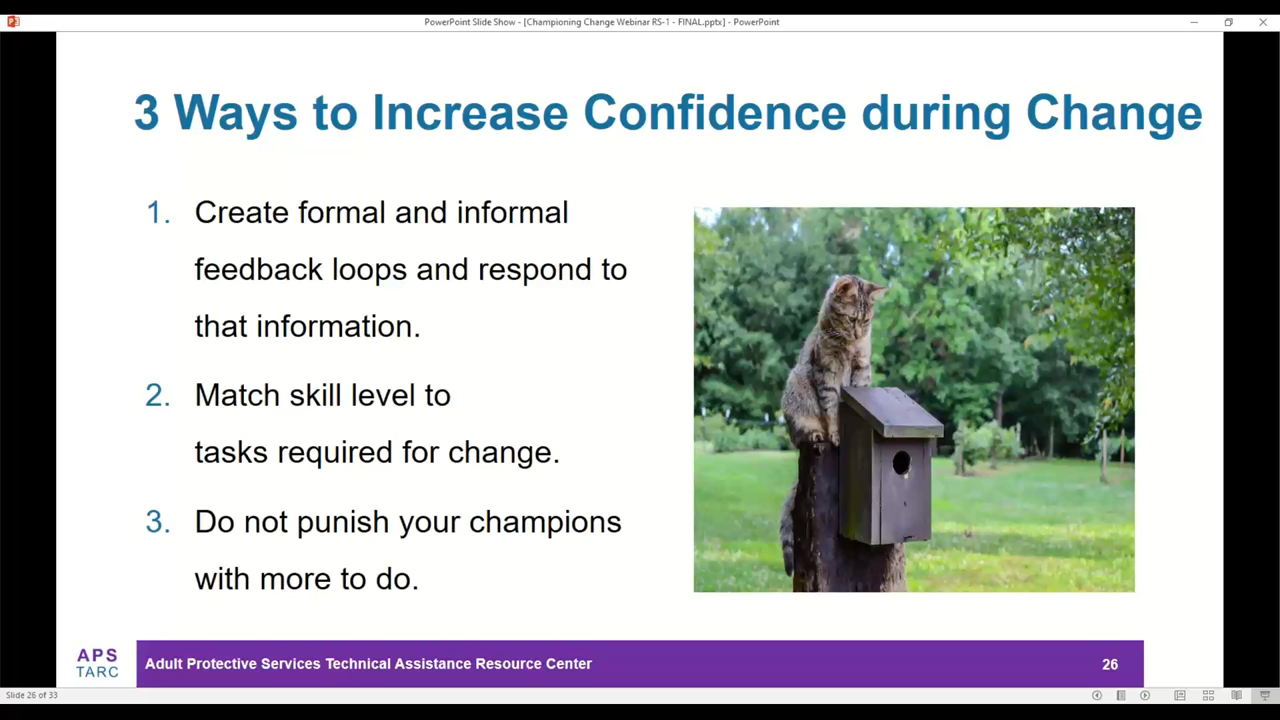 PowerPoint Slide Show - [Championing Change Webinar RS-1 - FINAL.pptx] - PowerPoint
3 Ways to Increase Confidence during Change
1. Create formal and informal
feedback loops and respond to
that information.
2. Match skill level to
tasks required for change.
3. Do not punish your champions
with more to do.
APS
TARC
Adult Protective Services Technical Assistance Resource Center
26
Slide 26 of 33